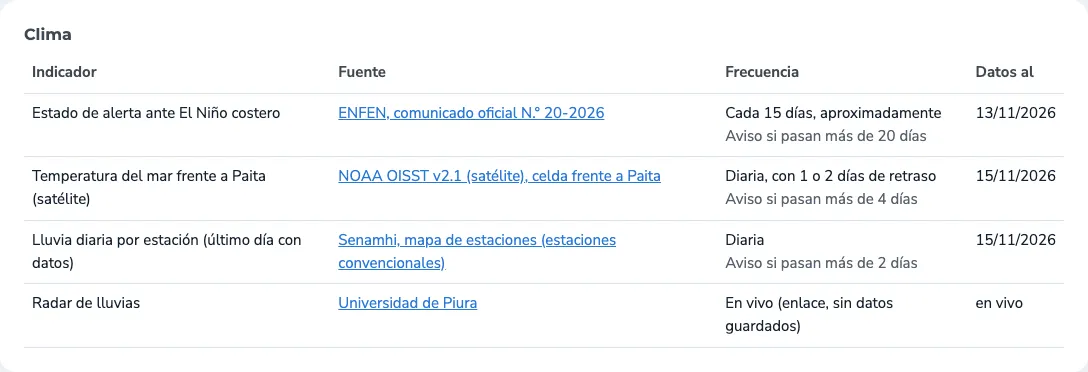 Clima
Indicador Fuente Frecuencia Datos al
Estado de alerta ante El Niño costero ENFEN, comunicado oficial N.º 20-2026 Cada 15 días, aproximadamente 13/11/2026
Aviso si pasan más de 20 días
Temperatura del mar frente a Paita NOAA OISST v2.1 (satélite), celda frente a Paita Diaria, con 1 o 2 días de retraso 15/11/2026
(satélite) Aviso si pasan más de 4 días
Lluvia diaria por estación (último día con Senamhi, mapa de estaciones (estaciones Diaria 15/11/2026
datos) convencionales) Aviso si pasan más de 2 días
Radar de lluvias Universidad de Piura En vivo (enlace, sin datos en vivo
guardados)